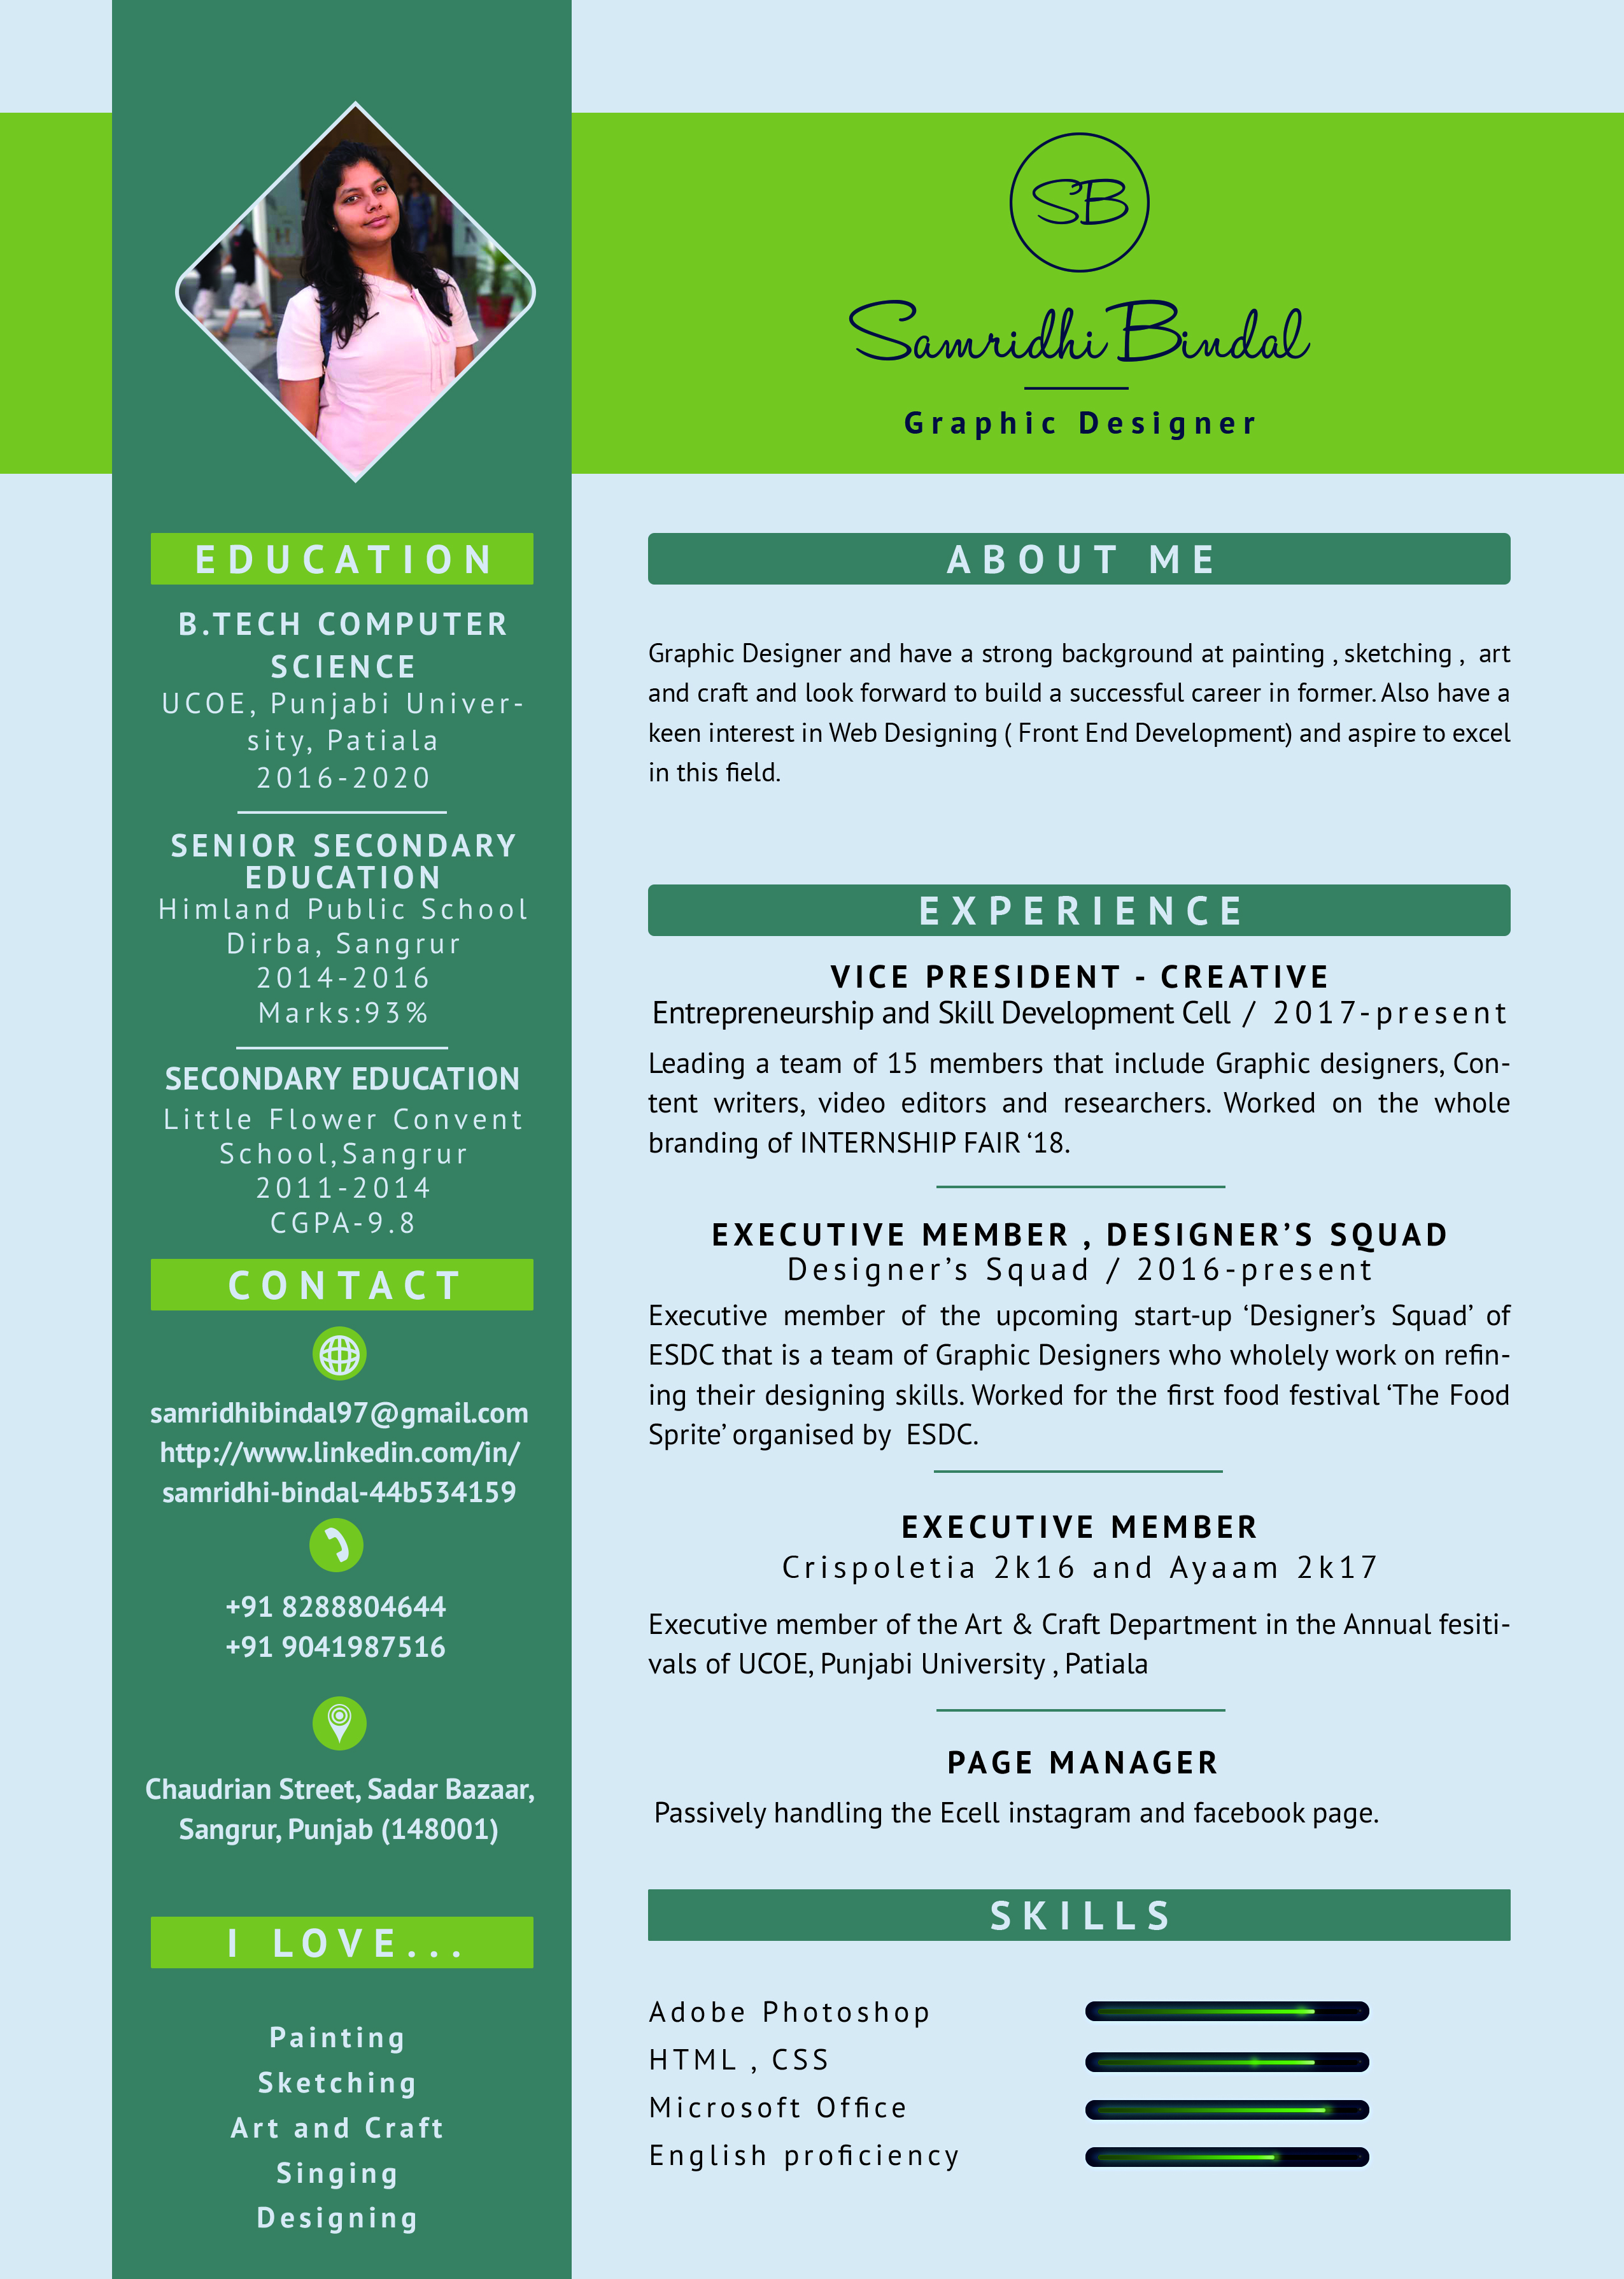 SB
Samridhi Bindal
Graphic Designer
EDUCATION
B.TECH COMPUTER
SCIENCE
UCOE, Punjabi Univer-
sity, Patiala
2016-2020
SENIOR SECONDARY
EDUCATION
Himland Public School
Dirba, Sangrur
2014-2016
Marks:93%
SECONDARY EDUCATION
Little Flower Convent
School,Sangrur
2011-2014
CGPA-9.8
CONTACT
samridhibindal97@gmail.com
http://www.linkedin.com/in/
samridhi-bindal-44b534159
+91 8288804644
+91 9041987516
Chaudrian Street, Sadar Bazaar,
Sangrur, Punjab (148001)
I LOVE...
Painting
Sketching
Art and Craft
Singing
Designing
ABOUT ME
Graphic Designer and have a strong background at painting , sketching , art
and craft and look forward to build a successful career in former. Also have a
keen interest in Web Designing ( Front End Development) and aspire to excel
in this field.
EXPERIENCE
VICE PRESIDENT - CREATIVE
Entrepreneurship and Skill Development Cell / 2017-present
Leading a team of 15 members that include Graphic designers, Con-
tent writers, video editors and researchers. Worked on the whole
branding of INTERNSHIP FAIR ‘18.
EXECUTIVE MEMBER , DESIGNER’S SQUAD
Designer’s Squad / 2016-present
Executive member of the upcoming start-up ‘Designer’s Squad’ of
ESDC that is a team of Graphic Designers who wholely work on refin-
ing their designing skills. Worked for the first food festival ‘The Food
Sprite’ organised by ESDC.
EXECUTIVE MEMBER
Crispoletia 2k16 and Ayaam 2k17
Executive member of the Art & Craft Department in the Annual fesiti-
vals of UCOE, Punjabi University , Patiala
PAGE MANAGER
Passively handling the Ecell instagram and facebook page.
SKILLS
Adobe Photoshop
HTML , CSS
Microsoft Office
English proficiency